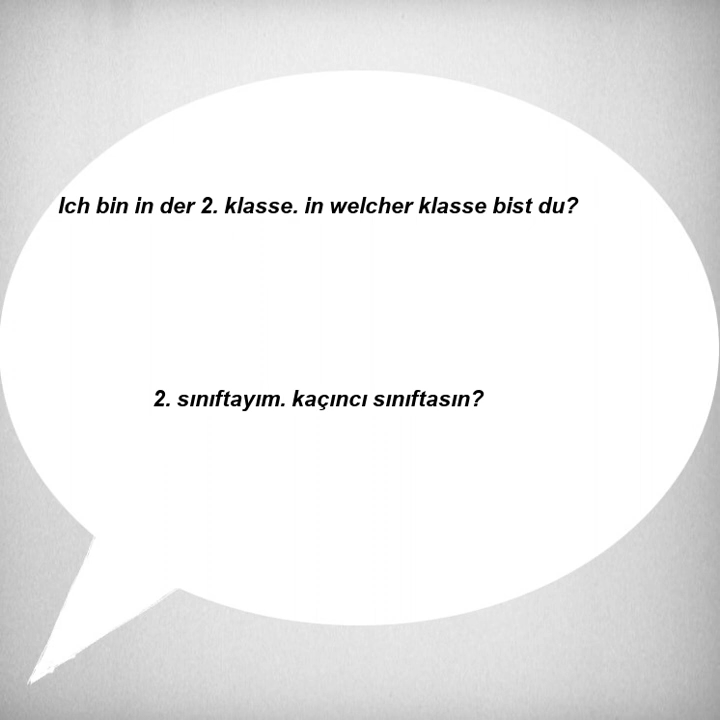 Ich bin in der 2. klasse. in welcher klasse bist du?
2. sınıftayım. kaçıncı sınıftasın?